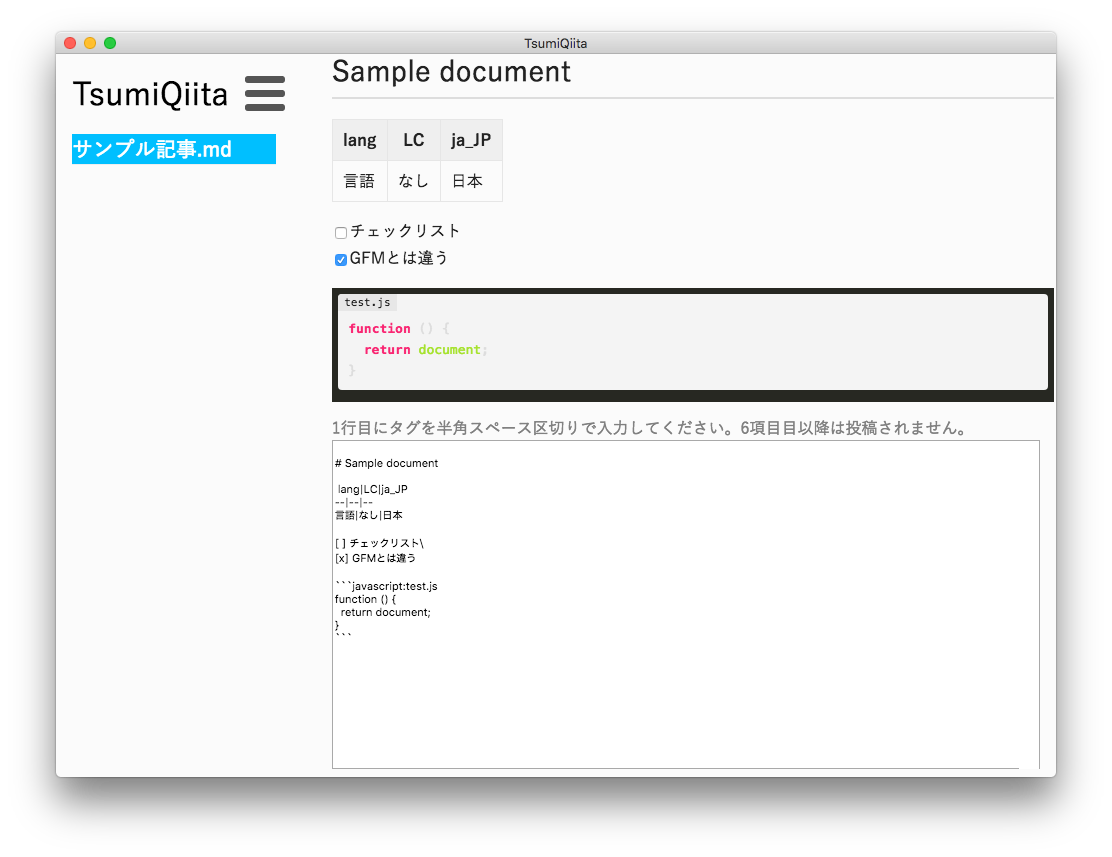 TsumiQiita
TsumiQiita
サンプル記事.md
Sample document
lang LC ja_JP
言語 なし 日本
チェックリスト
GFMとは違う
test.js
function () {
  return document;
}
1行目にタグを半角スペース区切りで入力してください。6項目目以降は投稿されません。
# Sample document
lang|LC|ja_JP
--|--|--
言語|なし|日本
[ ] チェックリスト\
[x] GFMとは違う
```javascript:test.js
function () {
  return document;
}
```